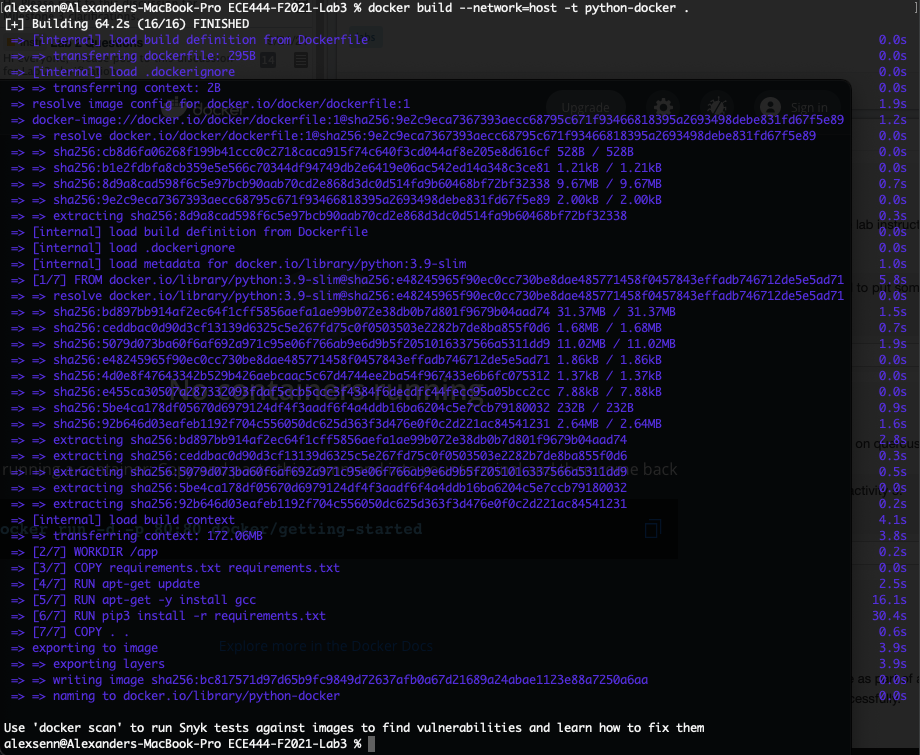 [alexsenn@Alexanders-MacBook-Pro ECE444-F2021-Lab3 % docker build --network=host -t python-docker .
[+] Building 64.2s (16/16) FINISHED
=> [internal] load build definition from Dockerfile 0.0s
=> => transferring dockerfile: 295B 0.0s
=> [internal] load .dockerignore 0.0s
=> => transferring context: 2B 0.0s
=> resolve image config for docker.io/docker/dockerfile:1 1.9s
=> docker-image://docker.io/docker/dockerfile:1@sha256:9e2c9eca7367393aecc68795c671f93466818395a2693498debe831fd67f5e89 1.2s
=> => resolve docker.io/docker/dockerfile:1@sha256:9e2c9eca7367393aecc68795c671f93466818395a2693498debe831fd67f5e89 0.0s
=> => sha256:cb8d6fa06268f199b41ccc0c2718caca915f74c640f3cd044af8e205e8d616cf 528B / 528B 0.0s
=> => sha256:b1e2fdbfa8cb359e5e566c70344df94749db2e6419e06ac542ed14a348c3ce81 1.21kB / 1.21kB 0.0s
=> => sha256:8d9a8cad598f6c5e97bcb90aab70cd2e868d3dc0d514fa9b60468bf72bf32338 9.67MB / 9.67MB 0.7s
=> => sha256:9e2c9eca7367393aecc68795c671f93466818395a2693498debe831fd67f5e89 2.00kB / 2.00kB 0.0s
=> => extracting sha256:8d9a8cad598f6c5e97bcb90aab70cd2e868d3dc0d514fa9b60468bf72bf32338 0.3s
=> [internal] load build definition from Dockerfile 0.0s
=> [internal] load .dockerignore 0.0s
=> [internal] load metadata for docker.io/library/python:3.9-slim 1.0s
=> [1/7] FROM docker.io/library/python:3.9-slim@sha256:e48245965f90ec0cc730be8dae485771458f0457843effadb746712de5e5ad71 5.8s
=> => resolve docker.io/library/python:3.9-slim@sha256:e48245965f90ec0cc730be8dae485771458f0457843effadb746712de5e5ad71 0.0s
=> => sha256:bd897bb914af2ec64f1cff5856aefa1ae99b072e38db0b7d801f9679b04aad74 31.37MB / 31.37MB 1.5s
=> => sha256:ceddbac0d90d3cf13139d6325c5e267fd75c0f0503503e2282b7de8ba855f0d6 1.68MB / 1.68MB 0.7s
=> => sha256:5079d073ba60f6af692a971c95e06f766ab9e6d9b5f2051016337566a5311dd9 11.02MB / 11.02MB 1.9s
=> => sha256:e48245965f90ec0cc730be8dae485771458f0457843effadb746712de5e5ad71 1.86kB / 1.86kB 0.0s
=> => sha256:4d0e8f47643342b529b426aebcaac5c67d4744ee2ba54f967433e6b6fc075312 1.37kB / 1.37kB 0.0s
7.88kB / 7.88kB 0.0s
=> => sha256:5be4ca178df05670d6979124df4f3aadf6f4a4ddb16ba6204c5e7ccb79180032 232B / 232B 0.9s
=> => sha256:92b646d03eafeb1192f704c556050dc625d363f3d476e0f0c2d221ac84541231 2.64MB / 2.64MB 1.6s
=> => extracting sha256:bd897bb914af2ec64f1cff5856aefa1ae99b072e38db0b7d801f9679b04aad74 2.8s
=> => extracting sha256:ceddbac0d90d3cf13139d6325c5e267fd75c0f0503503e2282b7de8ba855f0d6 0.3s
=> => extracting sha256:5079d073ba60f6af692a971c95e06f766ab9e6d9b5f2051016337566a5311dd9 0.5s
=> => extracting sha256:5be4ca178df05670d6979124df4f3aadf6f4a4ddb16ba6204c5e7ccb79180032 0.0s
=> => extracting sha256:92b646d03eafeb1192f704c556050dc625d363f3d476e0f0c2d221ac84541231 0.2s
=> [internal] load build context 4.1s
=> => transferring context: 172.06MB 3.8s
=> [2/7] WORKDIR /app 0.2s
=> [3/7] COPY requirements.txt requirements.txt 0.0s
=> [4/7] RUN apt-get update 2.5s
=> [5/7] RUN apt-get -y install gcc 16.1s
=> [6/7] RUN pip3 install -r requirements.txt 30.4s
=> [7/7] COPY . . 0.6s
=> exporting to image 3.9s
=> => exporting layers 3.9s
=> => writing image sha256:bc817571d97d65b9fc9849d72637afb0a67d21689a24abae1123e88a7250a6aa 0.0s
=> => naming to docker.io/library/python-docker 0.0s
Use 'docker scan' to run Snyk tests against images to find vulnerabilities and learn how to fix them
alexsenn@Alexanders-MacBook-Pro ECE444-F2021-Lab3 %
Upgrade
Sign in
No containers running
Explore more in the Docker Docs